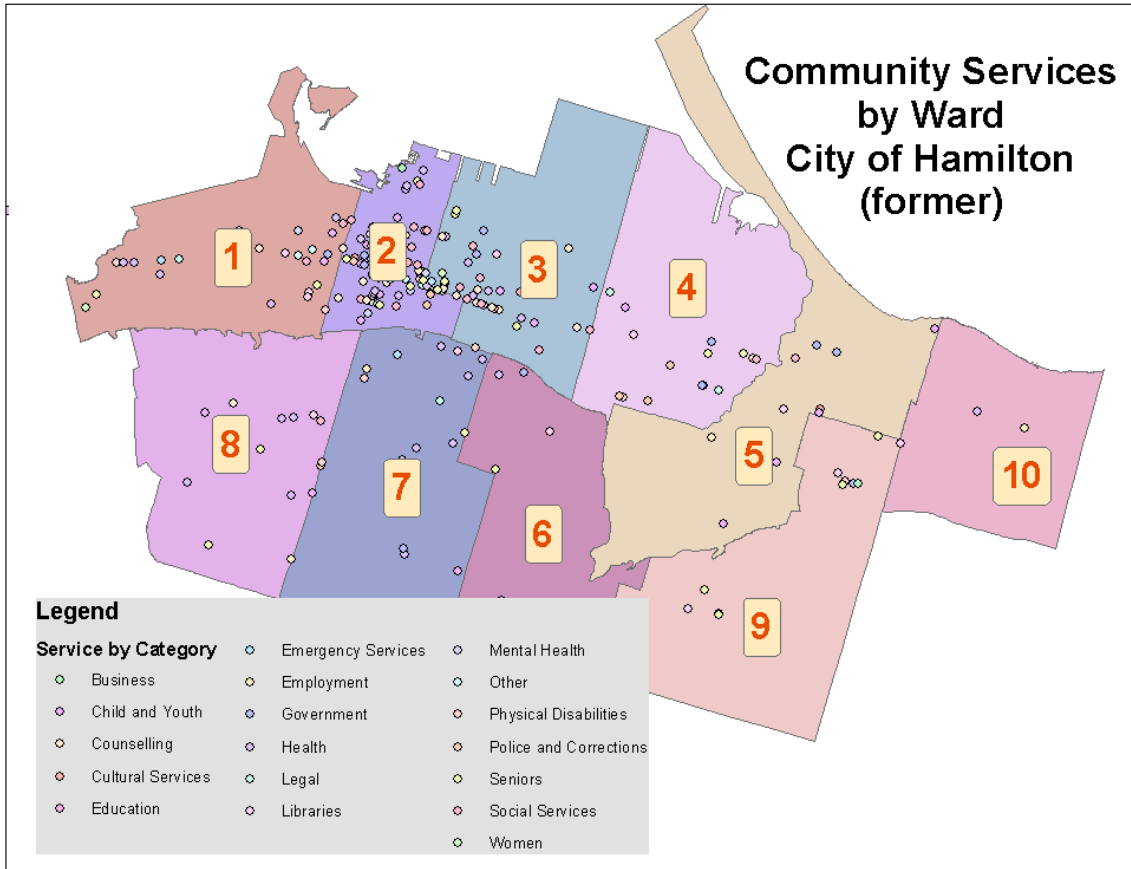 Community Services
by Ward
City of Hamilton
(former)
1
2
3
4
5
6
7
8
9
10
Legend
Service by Category
Business
Child and Youth
Counselling
Cultural Services
Education
Emergency Services
Employment
Government
Health
Legal
Libraries
Mental Health
Other
Physical Disabilities
Police and Corrections
Seniors
Social Services
Women